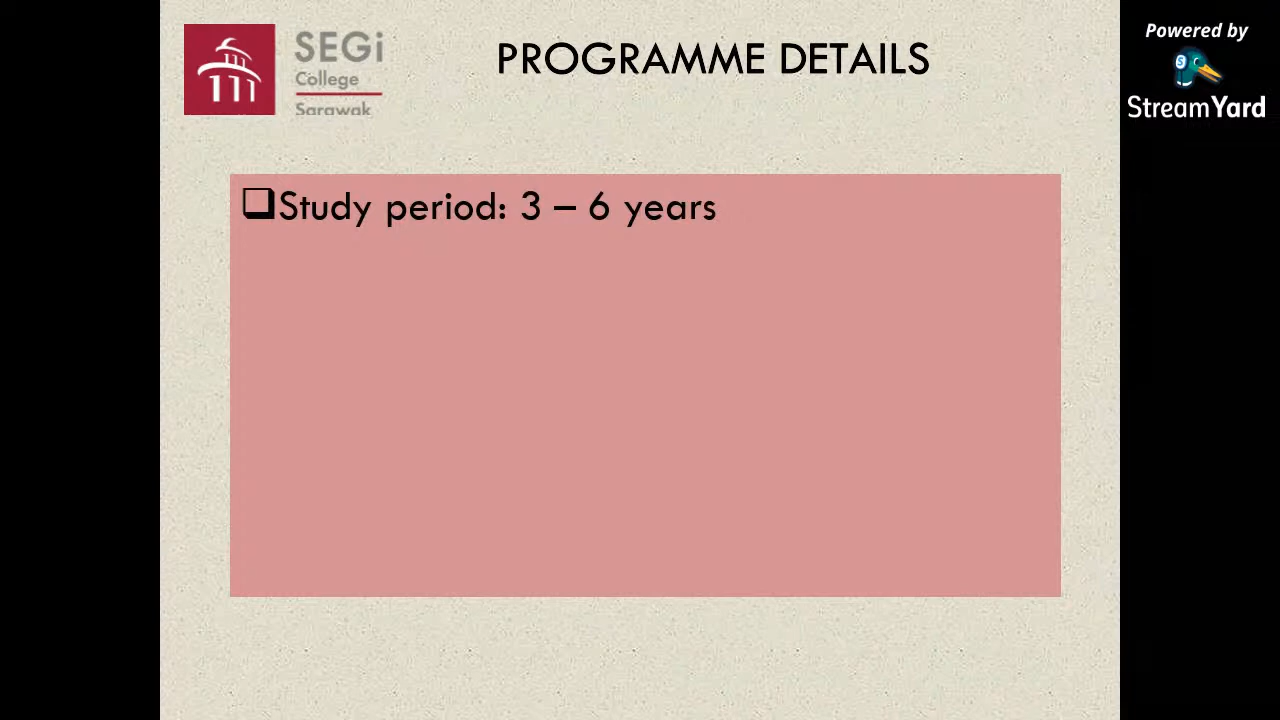 SEGi
College
Sarawak
PROGRAMME DETAILS
Powered by
StreamYard
❑Study period: 3 – 6 years